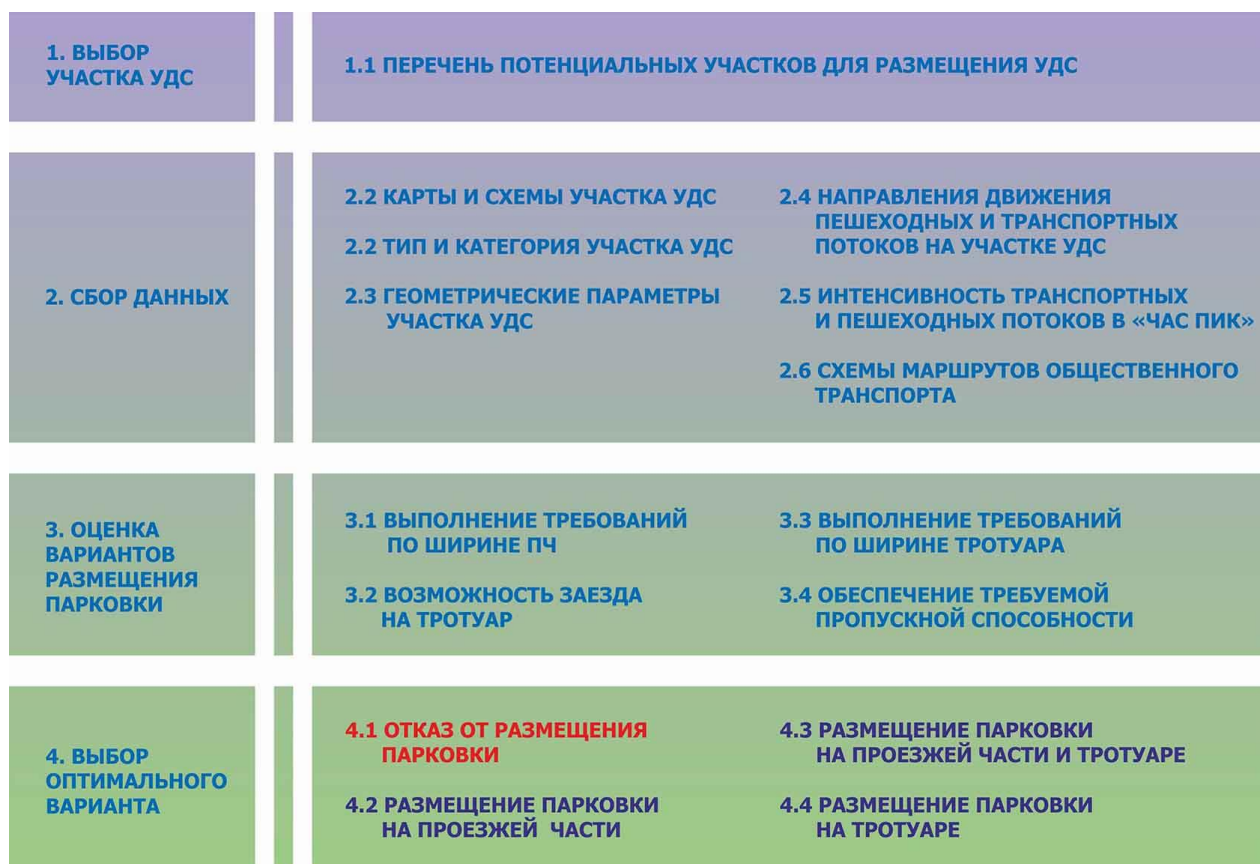 1. ВЫБОР
УЧАСТКА УДС
1.1 ПЕРЕЧЕНЬ ПОТЕНЦИАЛЬНЫХ УЧАСТКОВ ДЛЯ РАЗМЕЩЕНИЯ УДС
2. СБОР ДАННЫХ
2.2 КАРТЫ И СХЕМЫ УЧАСТКА УДС
2.2 ТИП И КАТЕГОРИЯ УЧАСТКА УДС
2.3 ГЕОМЕТРИЧЕСКИЕ ПАРАМЕТРЫ
УЧАСТКА УДС
2.4 НАПРАВЛЕНИЯ ДВИЖЕНИЯ
ПЕШЕХОДНЫХ И ТРАНСПОРТНЫХ
ПОТОКОВ НА УЧАСТКЕ УДС
2.5 ИНТЕНСИВНОСТЬ ТРАНСПОРТНЫХ
И ПЕШЕХОДНЫХ ПОТОКОВ В «ЧАС ПИК»
2.6 СХЕМЫ МАРШРУТОВ ОБЩЕСТВЕННОГО
ТРАНСПОРТА
3. ОЦЕНКА
ВАРИАНТОВ
РАЗМЕЩЕНИЯ
ПАРКОВКИ
3.1 ВЫПОЛНЕНИЕ ТРЕБОВАНИЙ
ПО ШИРИНЕ ПЧ
3.2 ВОЗМОЖНОСТЬ ЗАЕЗДА
НА ТРОТУАР
3.3 ВЫПОЛНЕНИЕ ТРЕБОВАНИЙ
ПО ШИРИНЕ ТРОТУАРА
3.4 ОБЕСПЕЧЕНИЕ ТРЕБУЕМОЙ
ПРОПУСКНОЙ СПОСОБНОСТИ
4. ВЫБОР
ОПТИМАЛЬНОГО
ВАРИАНТА
4.1 ОТКАЗ ОТ РАЗМЕЩЕНИЯ
ПАРКОВКИ
4.2 РАЗМЕЩЕНИЕ ПАРКОВКИ
НА ПРОЕЗЖЕЙ ЧАСТИ
4.3 РАЗМЕЩЕНИЕ ПАРКОВКИ
НА ПРОЕЗЖЕЙ ЧАСТИ И ТРОТУАРЕ
4.4 РАЗМЕЩЕНИЕ ПАРКОВКИ
НА ТРОТУАРЕ